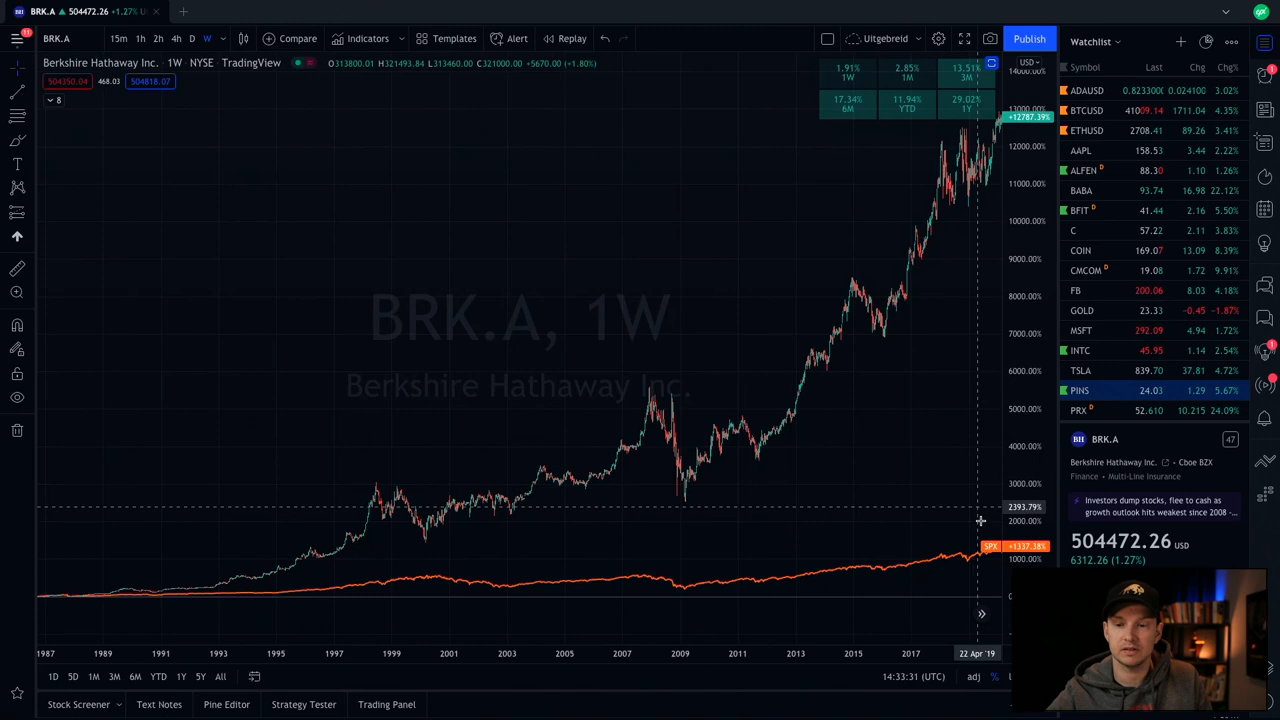 BRK.A ▲ 504472.26 +1.27% U
11
BRK.A
15m 1h 2h 4h D W
Compare
Indicators
Templates
Alert
Replay
Uitgebreid
Publish
Berkshire Hathaway Inc. · 1W · NYSE · TradingView
O313800.01 H321493.84 L313460.00 C321000.00 +5670.00 (+1.80%)
504350.04 468.03 504818.07
8
1.91% 2.85% 13.51%
1W 1M 3M
17.34% 11.94% 29.02%
6M YTD 1Y
USD
14000.00%
13000.00%
+12787.39%
12000.00%
11000.00%
10000.00%
9000.00%
8000.00%
7000.00%
6000.00%
5000.00%
4000.00%
3000.00%
2393.79%
2000.00%
SPX +1337.38%
1000.00%
BRK.A, 1W
Berkshire Hathaway Inc.
1987 1989 1991 1993 1995 1997 1999 2001 2003 2005 2007 2009 2011 2013 2015 2017 22 Apr '19
1D 5D 1M 3M 6M YTD 1Y 5Y All
14:33:31 (UTC) adj %
Stock Screener Text Notes Pine Editor Strategy Tester Trading Panel
Watchlist
Symbol Last Chg Chg%
ADAUSD 0.823300 0.024100 3.02%
BTCUSD 41009.14 1711.04 4.35%
ETHUSD 2708.41 89.26 3.41%
AAPL 158.53 3.44 2.22%
ALFEN D 88.30 1.10 1.26%
BABA 93.74 16.98 22.12%
BFIT D 41.44 2.16 5.50%
C 57.22 2.11 3.83%
COIN 169.07 13.09 8.39%
CMCOM D 19.08 1.72 9.91%
FB 200.06 8.03 4.18%
GOLD 23.33 -0.45 -1.87%
MSFT 292.09 4.94 1.72%
INTC 45.95 1.14 2.54%
TSLA 839.70 37.81 4.72%
PINS 24.03 1.29 5.67%
PRX D 52.610 10.215 24.09%
BH BRK.A 47
Berkshire Hathaway Inc. · Cboe BZX
Finance · Multi-Line Insurance
Investors dump stocks, flee to cash as
growth outlook hits weakest since 2008 -...
504472.26 USD
6312.26 (1.27%)